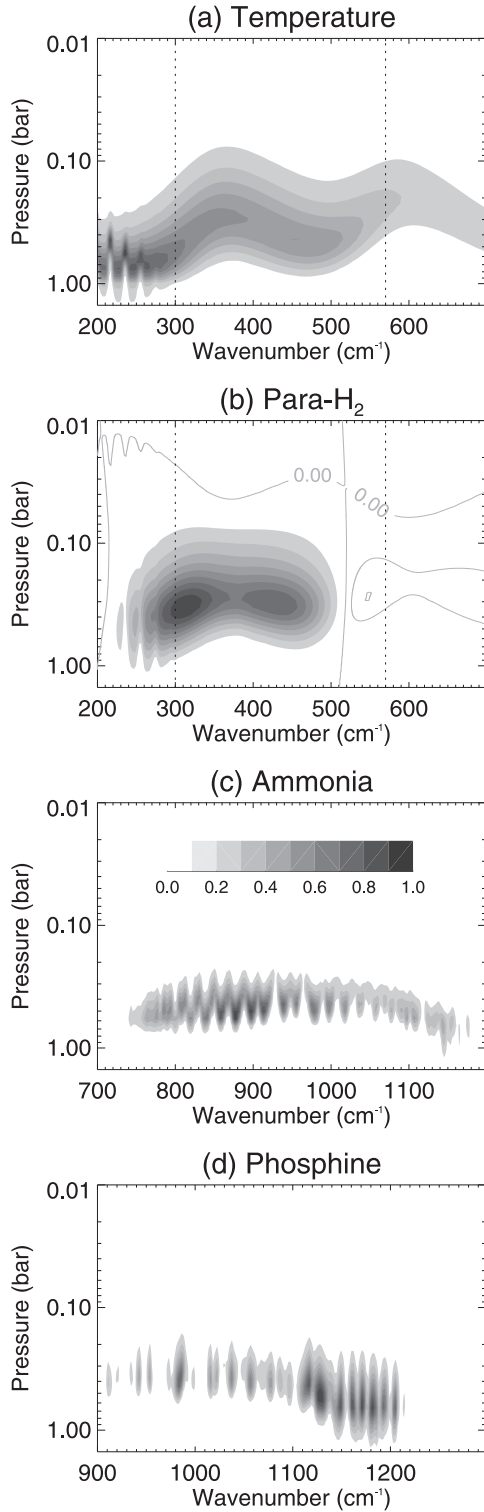 (a) Temperature
0.01
0.10
1.00
Pressure (bar)
200 300 400 500 600
Wavenumber (cm⁻¹)
(b) Para-H₂
0.01
0.10
1.00
Pressure (bar)
0.00
0.00
0
200 300 400 500 600
Wavenumber (cm⁻¹)
(c) Ammonia
0.01
0.10
1.00
Pressure (bar)
0.0 0.2 0.4 0.6 0.8 1.0
700 800 900 1000 1100
Wavenumber (cm⁻¹)
(d) Phosphine
0.01
0.10
1.00
Pressure (bar)
900 1000 1100 1200
Wavenumber (cm⁻¹)